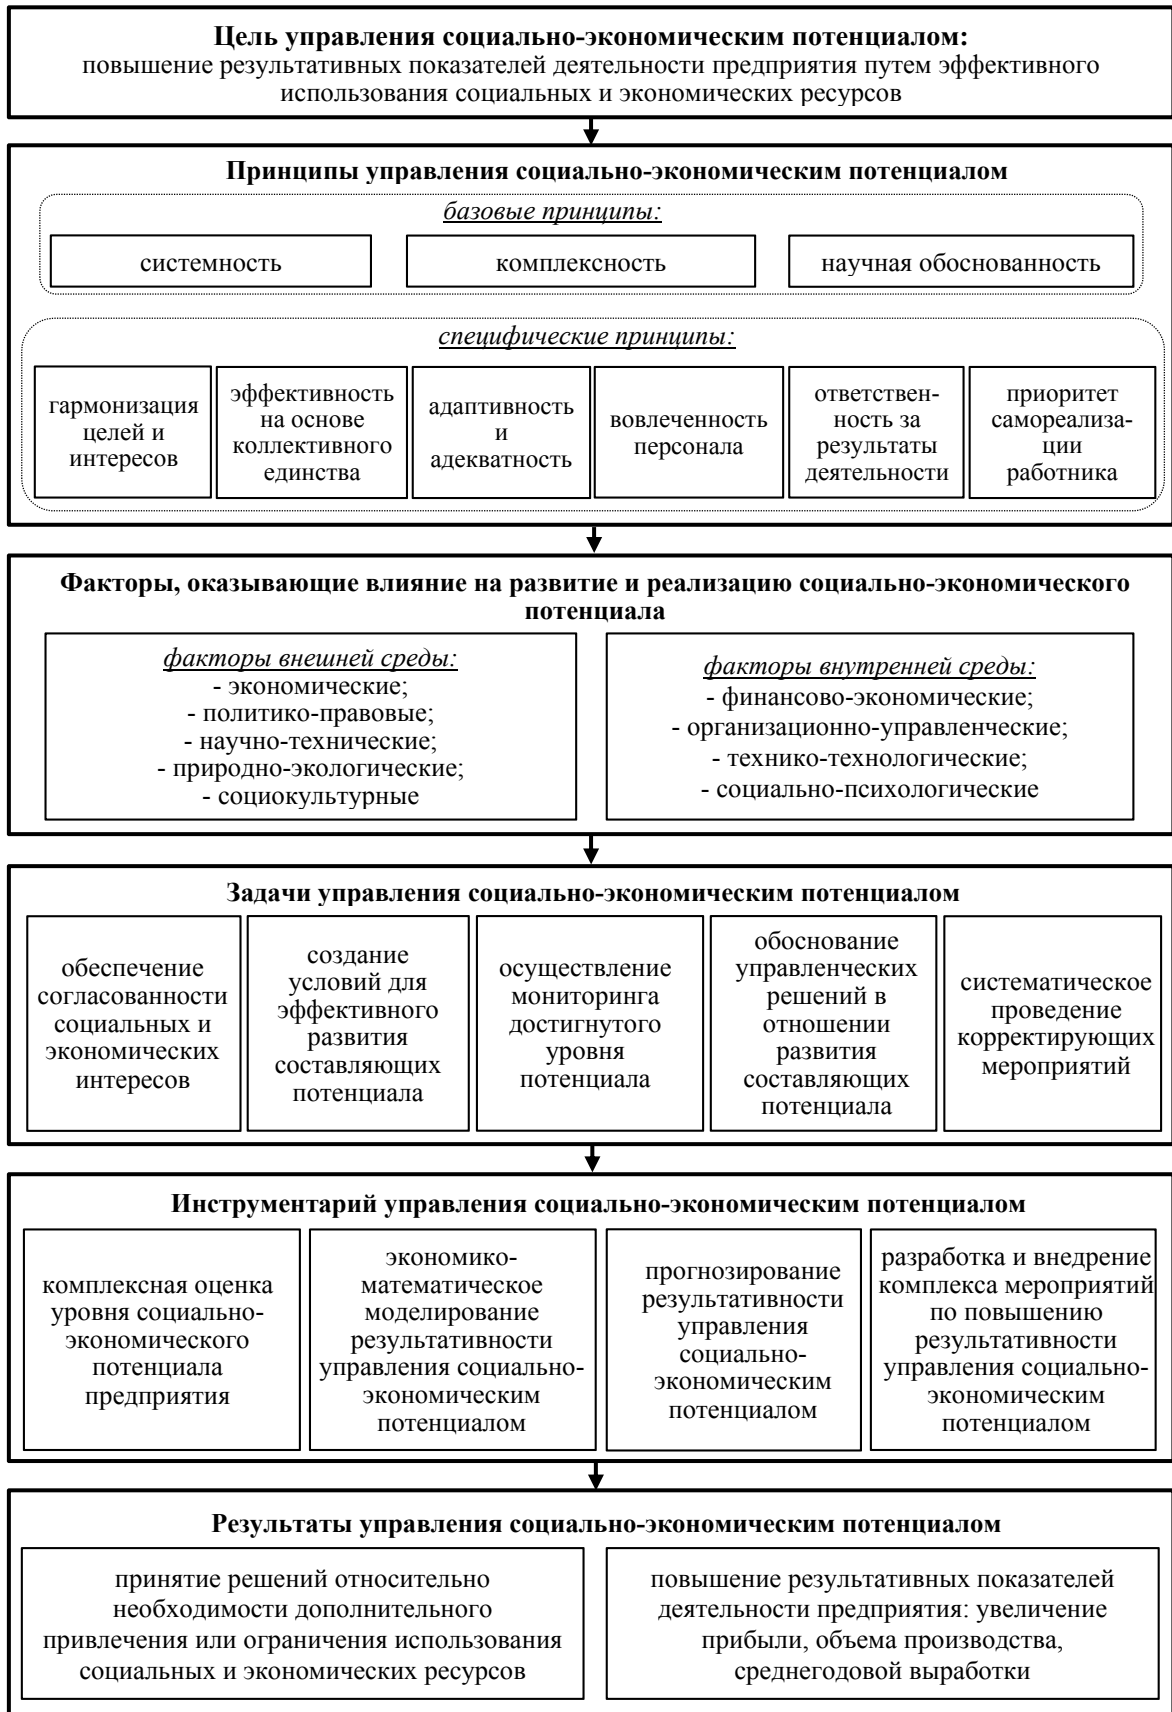 Цель управления социально-экономическим потенциалом:
повышение результативных показателей деятельности предприятия путем эффективного
использования социальных и экономических ресурсов
Принципы управления социально-экономическим потенциалом
базовые принципы:
системность
комплексность
научная обоснованность
специфические принципы:
гармонизация
целей и
интересов
эффективность
на основе
коллективного
единства
адаптивность
и
адекватность
вовлеченность
персонала
ответствен-
ность за
результаты
деятельности
приоритет
самореализа-
ции
работника
Факторы, оказывающие влияние на развитие и реализацию социально-экономического
потенциала
факторы внешней среды:
- экономические;
- политико-правовые;
- научно-технические;
- природно-экологические;
- социокультурные
факторы внутренней среды:
- финансово-экономические;
- организационно-управленческие;
- технико-технологические;
- социально-психологические
Задачи управления социально-экономическим потенциалом
обеспечение
согласованности
социальных и
экономических
интересов
создание
условий для
эффективного
развития
составляющих
потенциала
осуществление
мониторинга
достигнутого
уровня
потенциала
обоснование
управленческих
решений в
отношении
развития
составляющих
потенциала
систематическое
проведение
корректирующих
мероприятий
Инструментарий управления социально-экономическим потенциалом
комплексная оценка
уровня социально-
экономического
потенциала
предприятия
экономико-
математическое
моделирование
результативности
управления социально-
экономическим
потенциалом
прогнозирование
результативности
управления
социально-
экономическим
потенциалом
разработка и внедрение
комплекса мероприятий
по повышению
результативности
управления социально-
экономическим
потенциалом
Результаты управления социально-экономическим потенциалом
принятие решений относительно
необходимости дополнительного
привлечения или ограничения использования
социальных и экономических ресурсов
повышение результативных показателей
деятельности предприятия: увеличение
прибыли, объема производства,
среднегодовой выработки